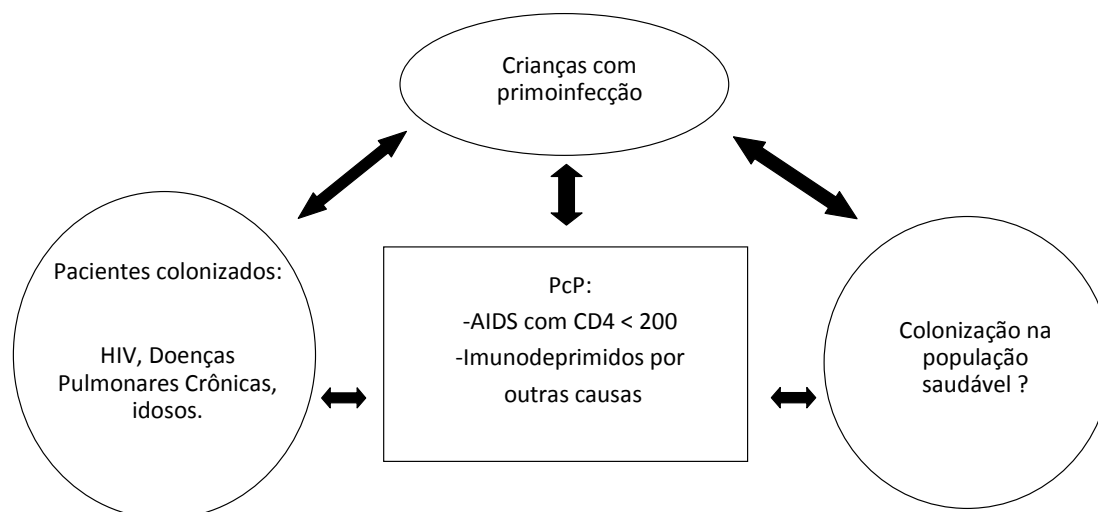 Crianças com
primoinfecção
Pacientes colonizados:
HIV, Doenças
Pulmonares Crônicas,
idosos.
PcP:
-AIDS com CD4 < 200
-Imunodeprimidos por
outras causas
Colonização na
população
saudável ?